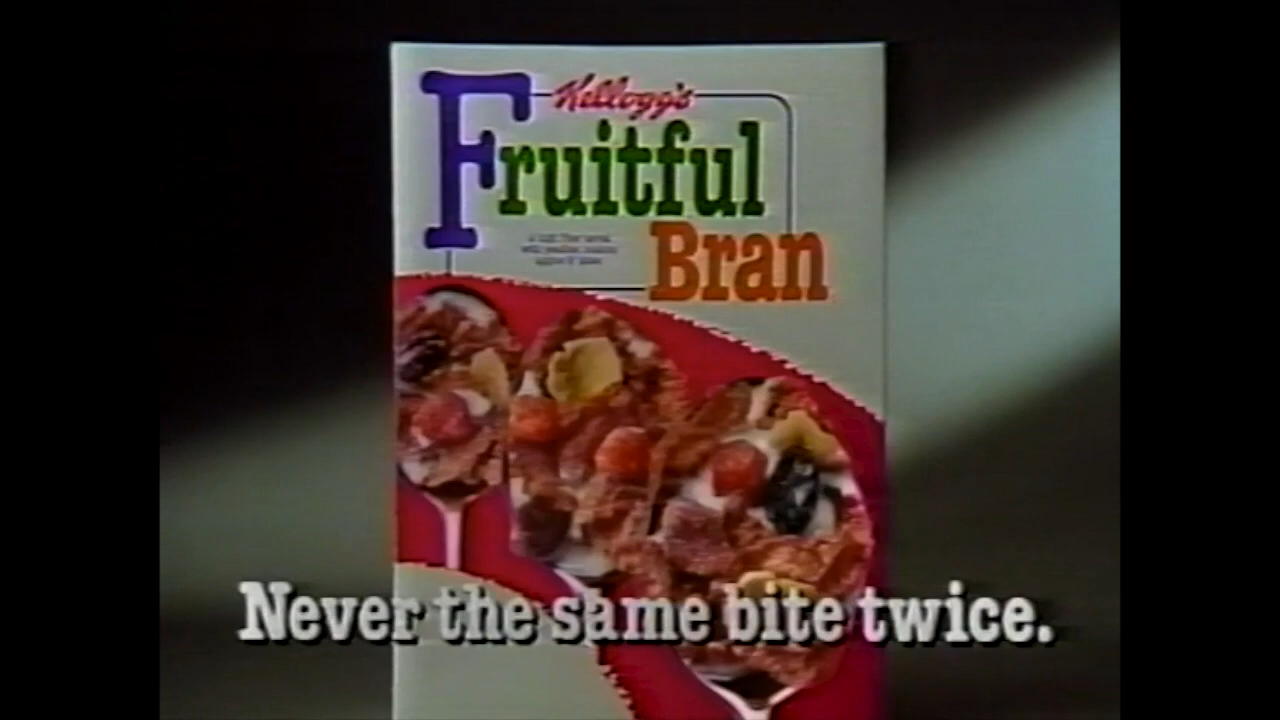 Kellogg's
Fruitful
Bran
Never the same bite twice.